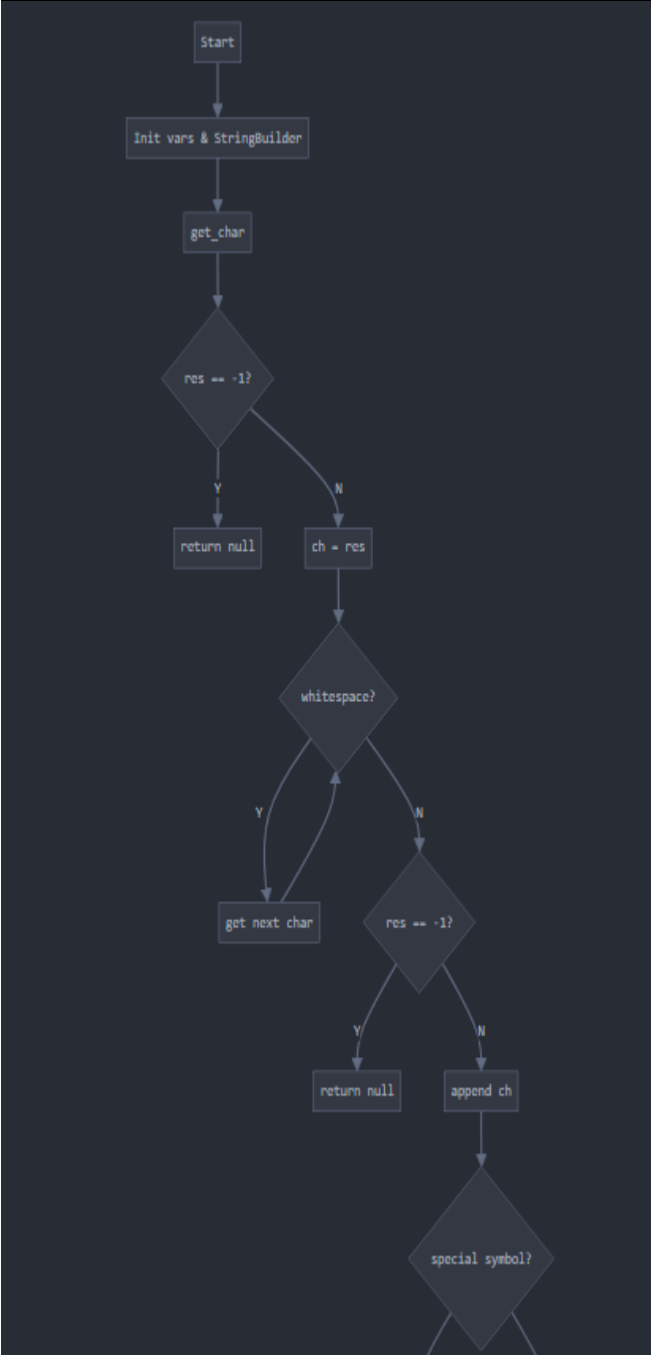 Start
Init vars & StringBuilder
get_char
res == -1?
Y
N
return null
ch = res
whitespace?
Y
N
get next char
res == -1?
Y
N
return null
append ch
special symbol?